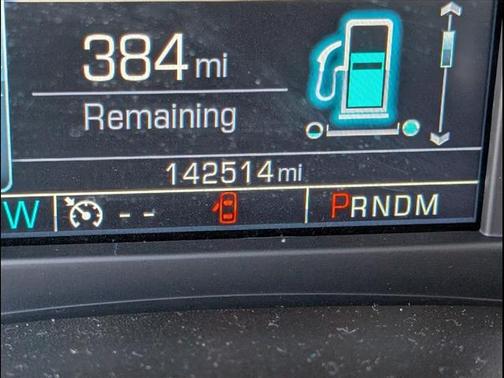 384 mi
Remaining
142514 mi
W -- PRNDM